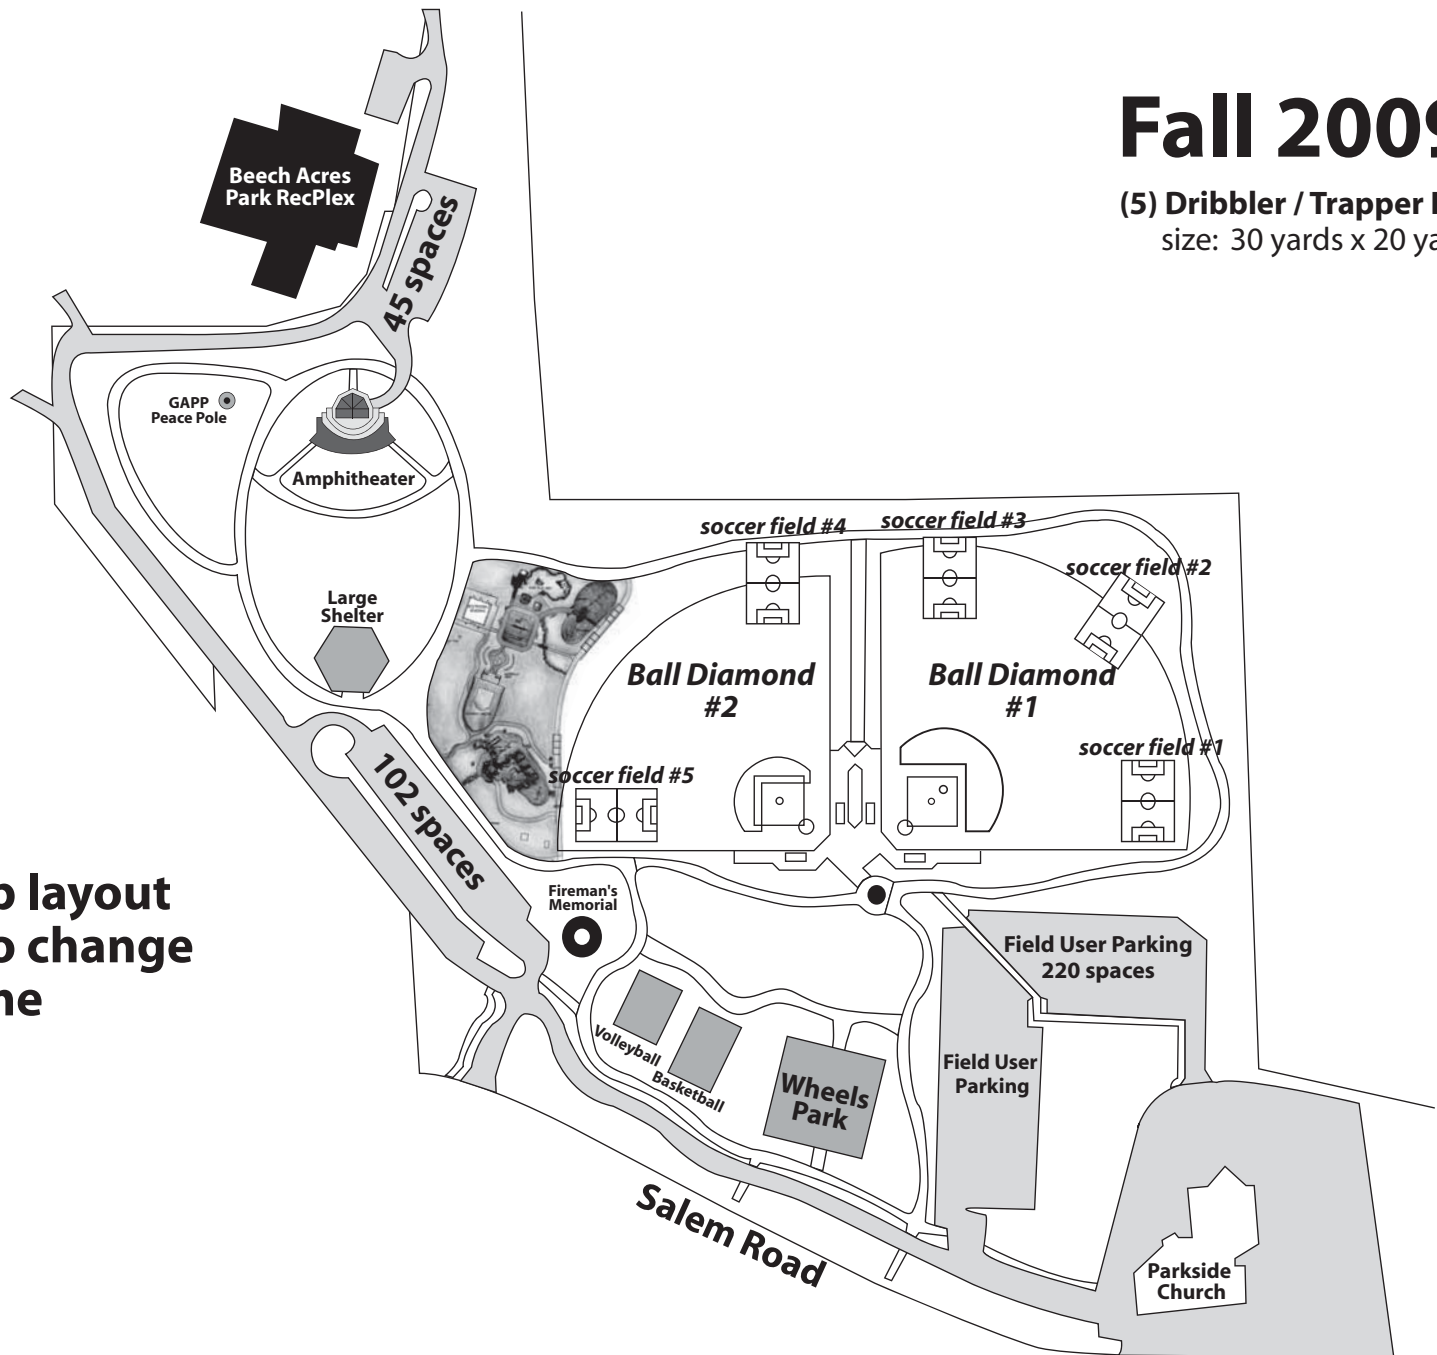 Fall 200
(5) Dribbler / Trapper
size: 30 yards x 20
Beech Acres
Park RecPlex
45 spaces
GAPP
Peace Pole
Amphitheater
Large
Shelter
soccer field #4
soccer field #3
soccer field #2
Ball Diamond
#2
Ball Diamond
#1
soccer field #1
soccer field #5
102 spaces
layout
change
Fireman's
Memorial
Field User Parking
220 spaces
Volleyball
Basketball
Wheels
Park
Field User
Parking
Salem Road
Parkside
Church